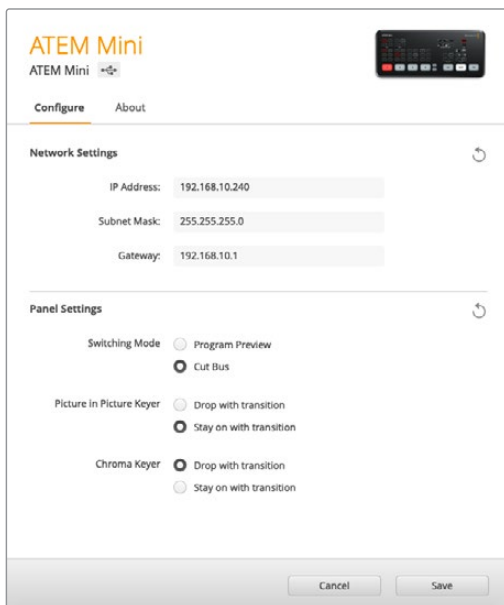 ATEM Mini
ATEM Mini
Configure About
Network Settings
IP Address: 192.168.10.240
Subnet Mask: 255.255.255.0
Gateway: 192.168.10.1
Panel Settings
Switching Mode Program Preview
Cut Bus
Picture in Picture Keyer Drop with transition
Stay on with transition
Chroma Keyer Drop with transition
Stay on with transition
Cancel Save